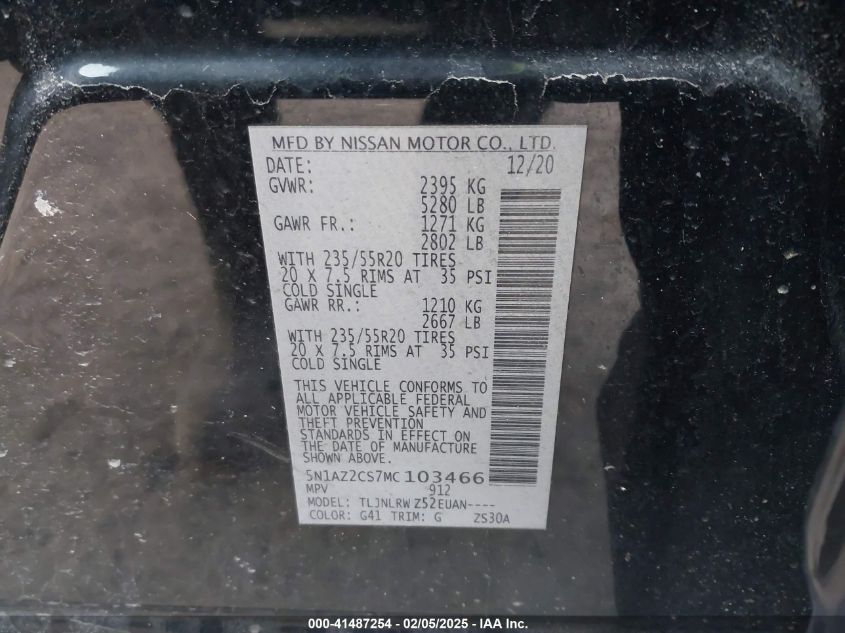 MFD BY NISSAN MOTOR CO., LTD.
DATE: 12/20
GVWR: 2395 KG
5280 LB
GAWR FR.: 1271 KG
2802 LB
WITH 235/55R20 TIRES
20 X 7.5 RIMS AT 35 PSI
COLD SINGLE
GAWR RR.: 1210 KG
2667 LB
WITH 235/55R20 TIRES
20 X 7.5 RIMS AT 35 PSI
COLD SINGLE
THIS VEHICLE CONFORMS TO
ALL APPLICABLE FEDERAL
MOTOR VEHICLE SAFETY AND
THEFT PREVENTION
STANDARDS IN EFFECT ON
THE DATE OF MANUFACTURE
SHOWN ABOVE.
5N1AZ2CS7MC103466
MPV 912
MODEL: TLJNLRW Z52EUAN----
COLOR: G41 TRIM: G ZS30A
000-41487254 - 02/05/2025 - IAA Inc.